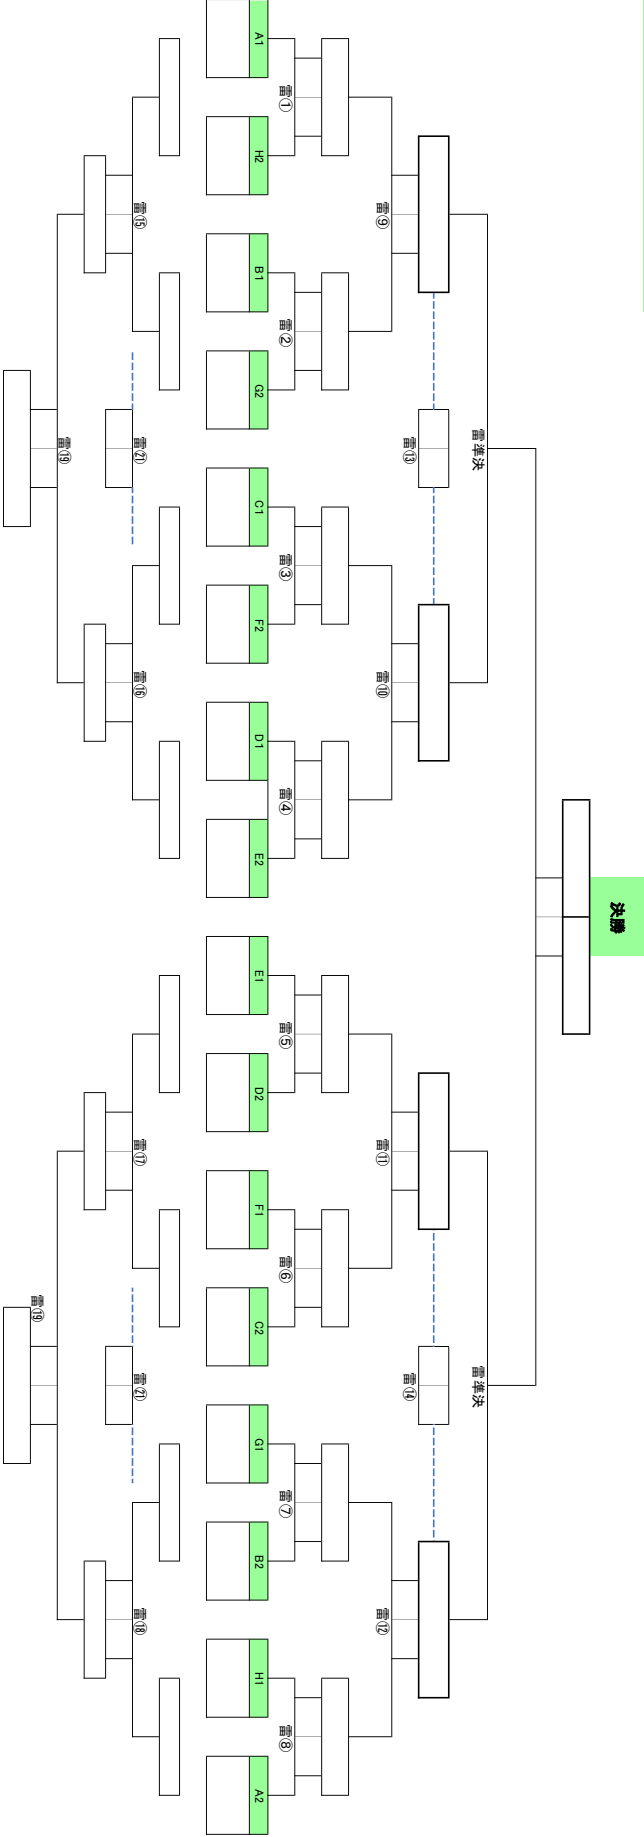 決勝
雷準決
雷準決
雷⑬
雷⑭
雷⑨
雷⑩
雷⑪
雷⑫
雷①
雷②
雷③
雷④
雷⑤
雷⑥
雷⑦
雷⑧
A1
H2
B1
G2
C1
F2
D1
E2
E1
D2
F1
C2
G1
B2
H1
A2
雷⑮
雷㉑
雷⑯
雷⑰
雷㉑
雷⑱
雷⑲
雷⑲